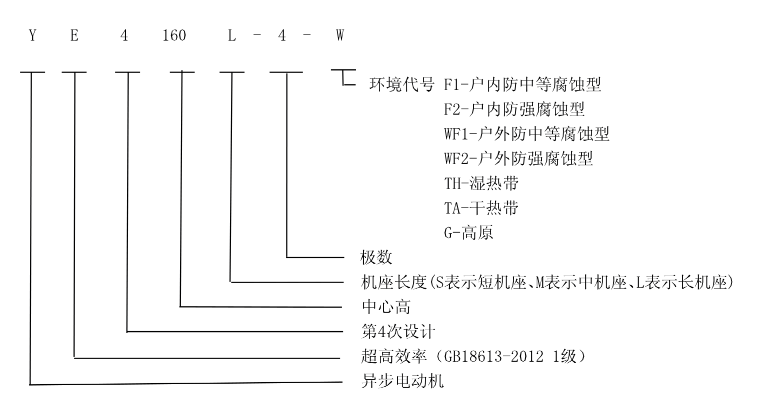 Y E 4 160 L - 4 - W
环境代号 F1-户内防中等腐蚀型
F2-户内防强腐蚀型
WF1-户外防中等腐蚀型
WF2-户外防强腐蚀型
TH-湿热带
TA-干热带
G-高原
极数
机座长度(S表示短机座、M表示中机座、L表示长机座)
中心高
第4次设计
超高效率（GB18613-2012 1级）
异步电动机